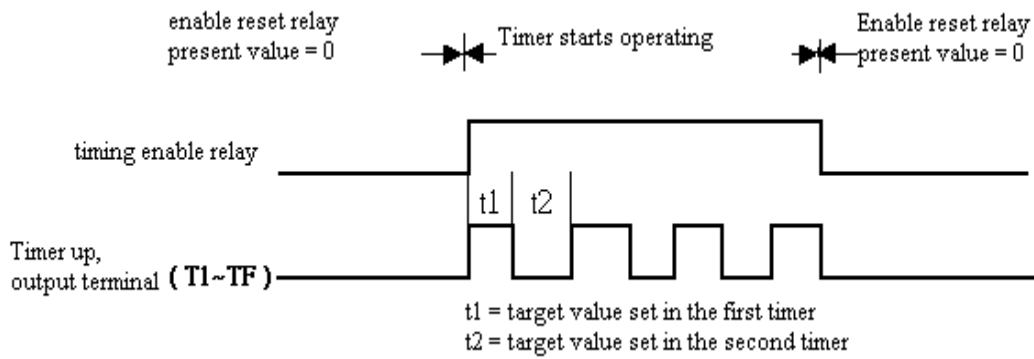 enable reset relay
present value = 0
Timer starts operating
Enable reset relay
present value = 0
timing enable relay
t1 t2
Timer up,
output terminal ( T1~TF )
t1 = target value set in the first timer
t2 = target value set in the second timer